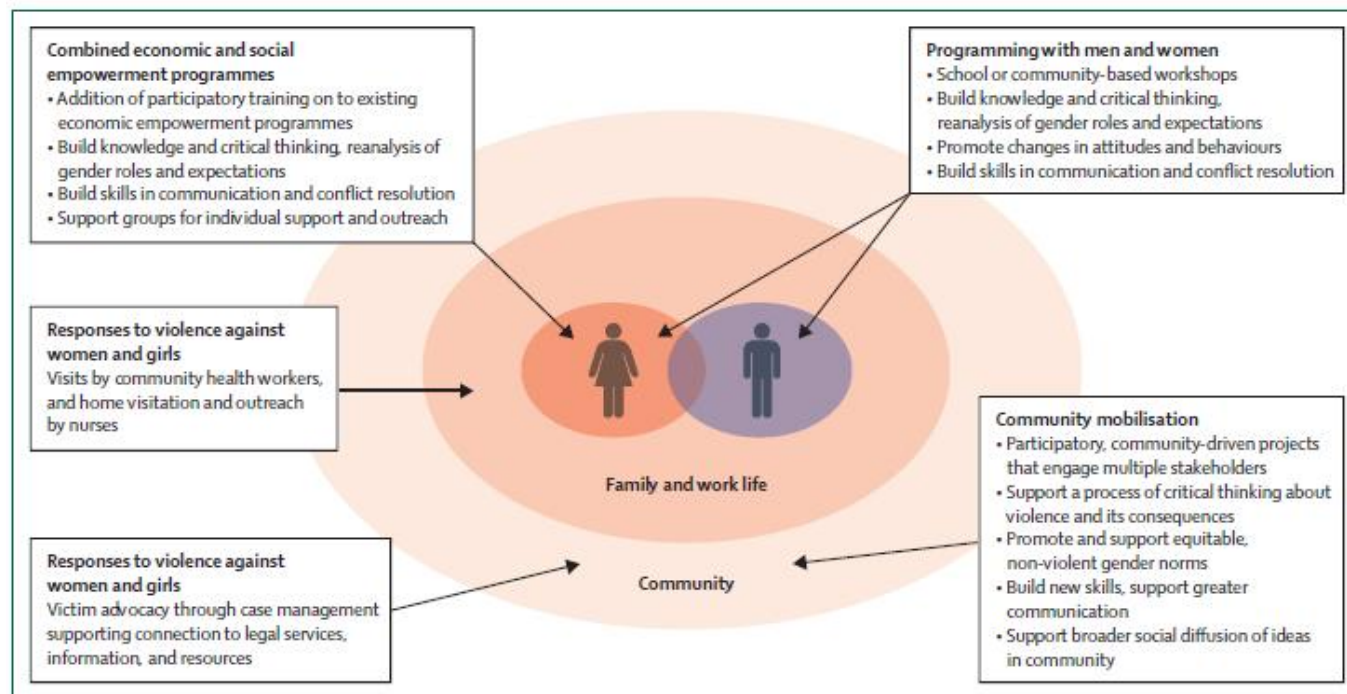 Combined economic and social
empowerment programmes
• Addition of participatory training on to existing
economic empowerment programmes
• Build knowledge and critical thinking, reanalysis of
gender roles and expectations
• Build skills in communication and conflict resolution
• Support groups for individual support and outreach
Programming with men and women
• School or community-based workshops
• Build knowledge and critical thinking,
reanalysis of gender roles and expectations
• Promote changes in attitudes and behaviours
• Build skills in communication and conflict resolution
Responses to violence against
women and girls
Visits by community health workers,
and home visitation and outreach
by nurses
Family and work life
Community
Responses to violence against
women and girls
Victim advocacy through case management
supporting connection to legal services,
information, and resources
Community mobilisation
• Participatory, community-driven projects
that engage multiple stakeholders
• Support a process of critical thinking about
violence and its consequences
• Promote and support equitable,
non-violent gender norms
• Build new skills, support greater
communication
• Support broader social diffusion of ideas
in community